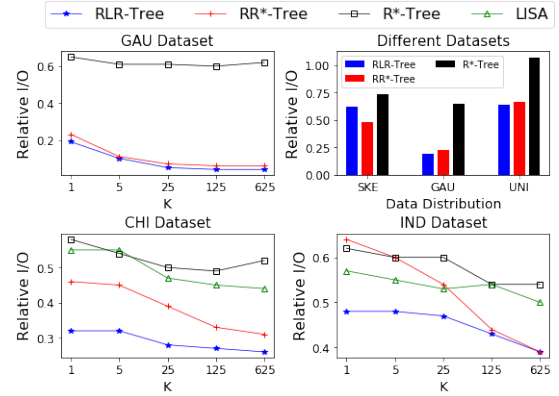 RLR-Tree RR*-Tree R*-Tree LISA
GAU Dataset
Relative I/O
0.6
0.4
0.2
1 5 25 125 625
K
Different Datasets
Relative I/O
1.00
0.75
0.50
0.25
0.00
RLR-Tree R*-Tree
RR*-Tree
SKE GAU UNI
Data Distribution
CHI Dataset
Relative I/O
0.5
0.4
0.3
1 5 25 125 625
K
IND Dataset
Relative I/O
0.6
0.5
0.4
1 5 25 125 625
K